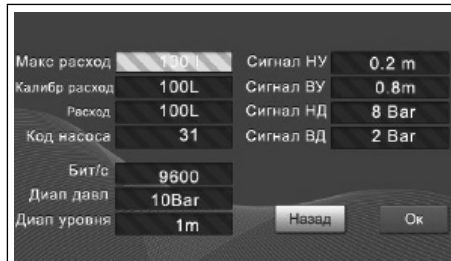 Макс расход 100 l Сигнал НУ 0.2 m
Калибр расход 100L Сигнал ВУ 0.8m
Расход 100L Сигнал НД 8 Bar
Код насоса 31 Сигнал ВД 2 Bar
Бит/с 9600
Диап давл 10Bar
Диап уровня 1m
Назад Ок